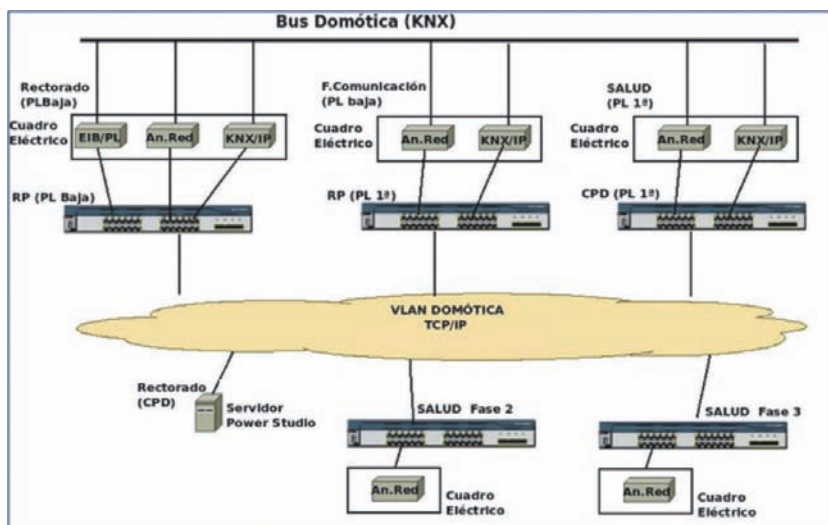 Bus Domótica (KNX)
Rectorado
(PLBaja)
F.Comunicación
(PL baja)
SALUD
(PL 1ª)
Cuadro
Eléctrico
EIB/PL
An.Red
KNX/IP
Cuadro
Eléctrico
An.Red
KNX/IP
Cuadro
Eléctrico
An.Red
KNX/IP
RP (PL Baja)
RP (PL 1ª)
CPD (PL 1ª)
VLAN DOMÓTICA
TCP/IP
Rectorado
(CPD)
Servidor
Power Studio
SALUD Fase 2
SALUD Fase 3
An.Red
Cuadro
Eléctrico
An.Red
Cuadro
Eléctrico